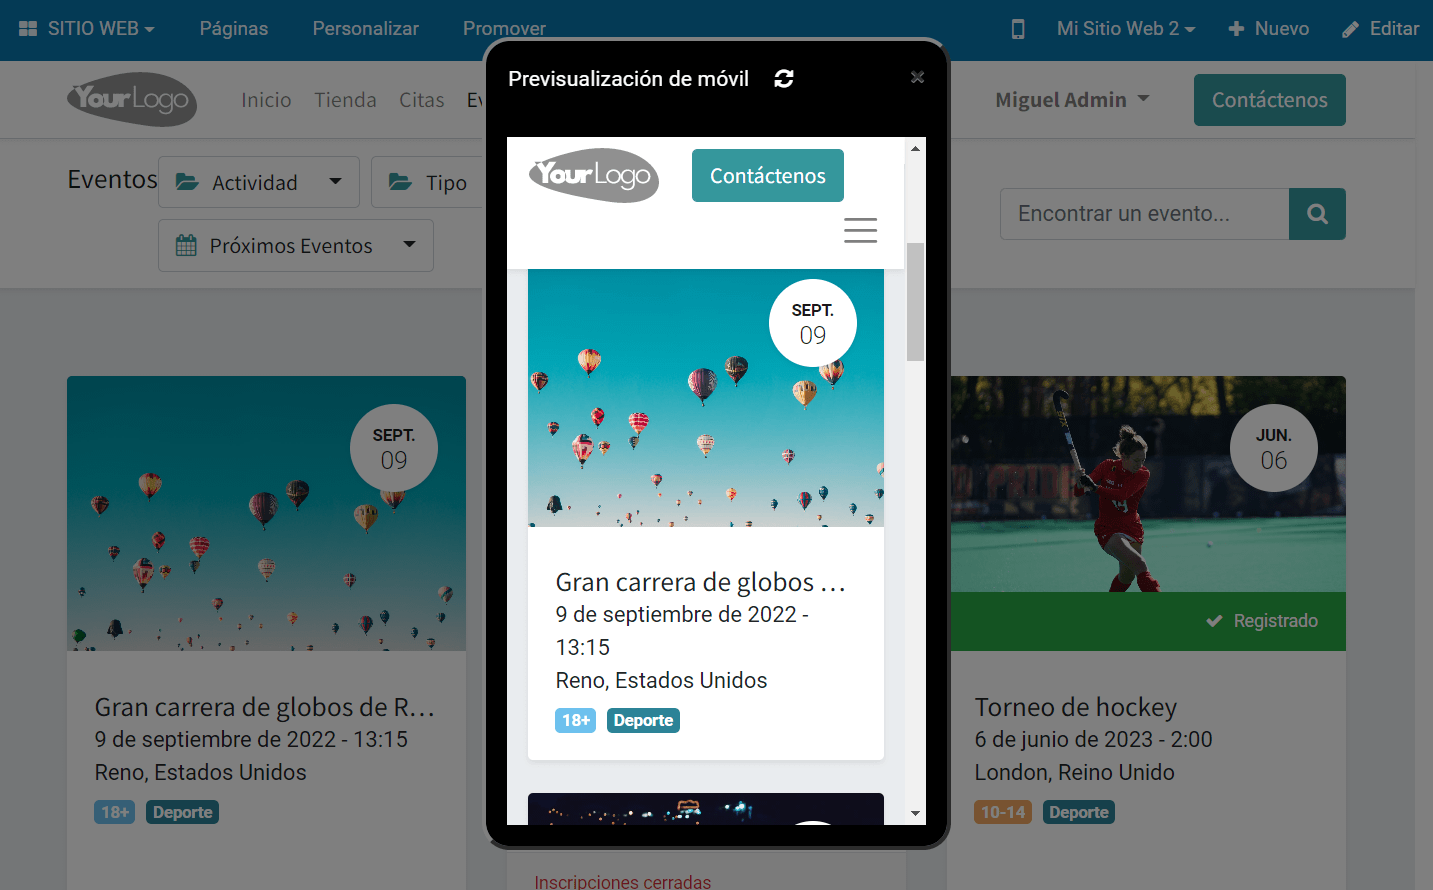 SITIO WEB
Páginas
Personalizar
Promover
Mi Sitio Web 2
Nuevo
Editar
YourLogo
Inicio
Tienda
Citas
Miguel Admin
Contáctenos
Eventos
Actividad
Tipo
Próximos Eventos
Encontrar un evento...
SEPT.
09
Gran carrera de globos de R...
9 de septiembre de 2022 - 13:15
Reno, Estados Unidos
18+ Deporte
Previsualización de móvil
YourLogo
Contáctenos
SEPT.
09
Gran carrera de globos ...
9 de septiembre de 2022 -
13:15
Reno, Estados Unidos
18+ Deporte
Inscripciones cerradas
JUN.
06
14
Registrado
Torneo de hockey
6 de junio de 2023 - 2:00
London, Reino Unido
10-14 Deporte